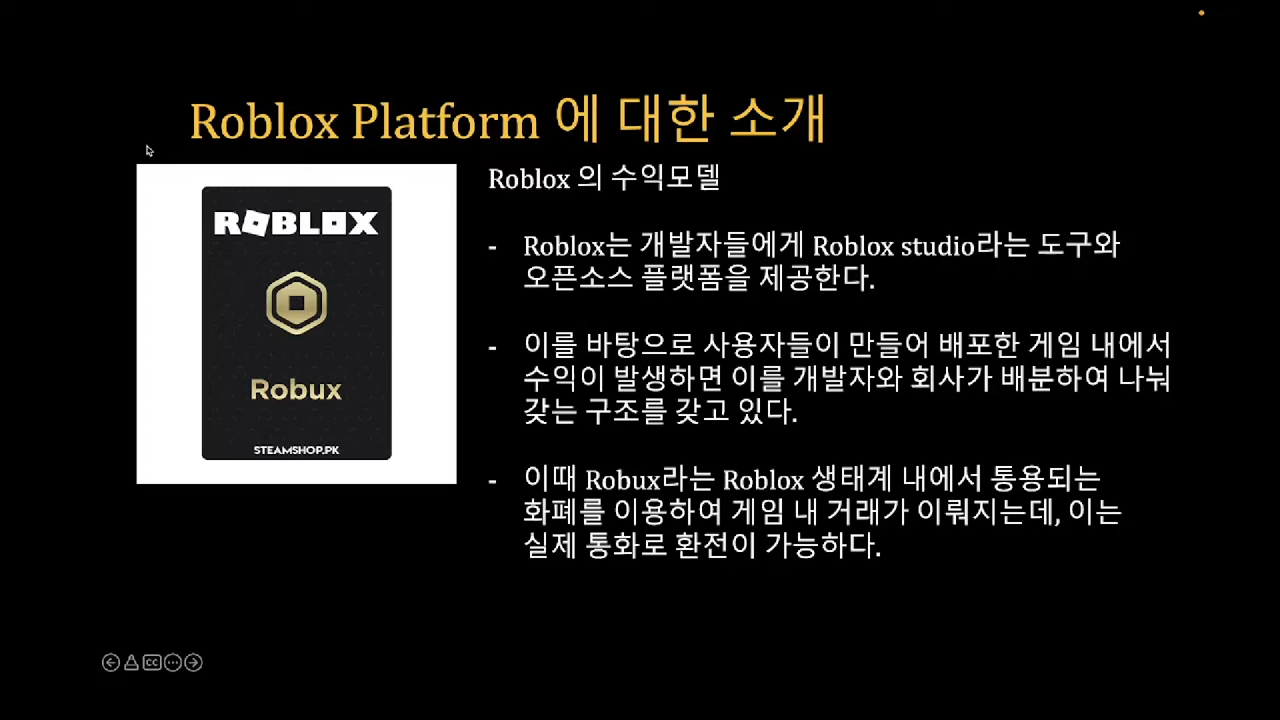 Roblox Platform 에 대한 소개
ROBLOX
Robux
STEAMSHOP.PK
Roblox 의 수익모델
- Roblox는 개발자들에게 Roblox studio라는 도구와
오픈소스 플랫폼을 제공한다.
- 이를 바탕으로 사용자들이 만들어 배포한 게임 내에서
수익이 발생하면 이를 개발자와 회사가 배분하여 나눠
갖는 구조를 갖고 있다.
- 이때 Robux라는 Roblox 생태계 내에서 통용되는
화폐를 이용하여 게임 내 거래가 이뤄지는데, 이는
실제 통화로 환전이 가능하다.
CC